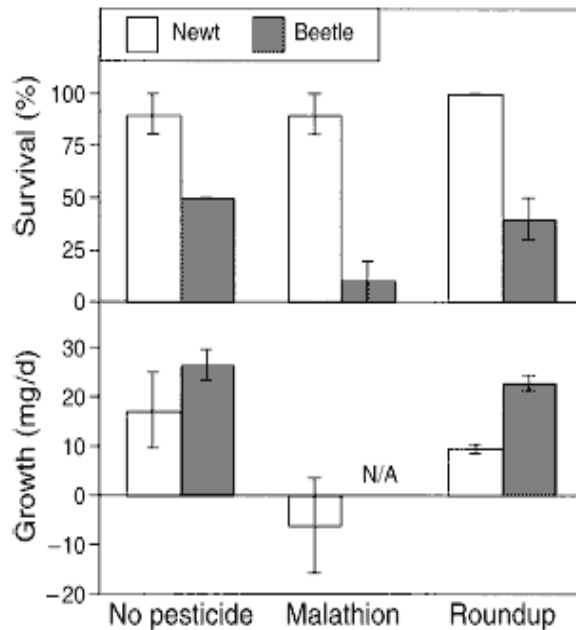 Newt Beetle
Survival (%)
100
75
50
25
0
Growth (mg/d)
30
20
10
0
−10
−20
N/A
No pesticide Malathion Roundup